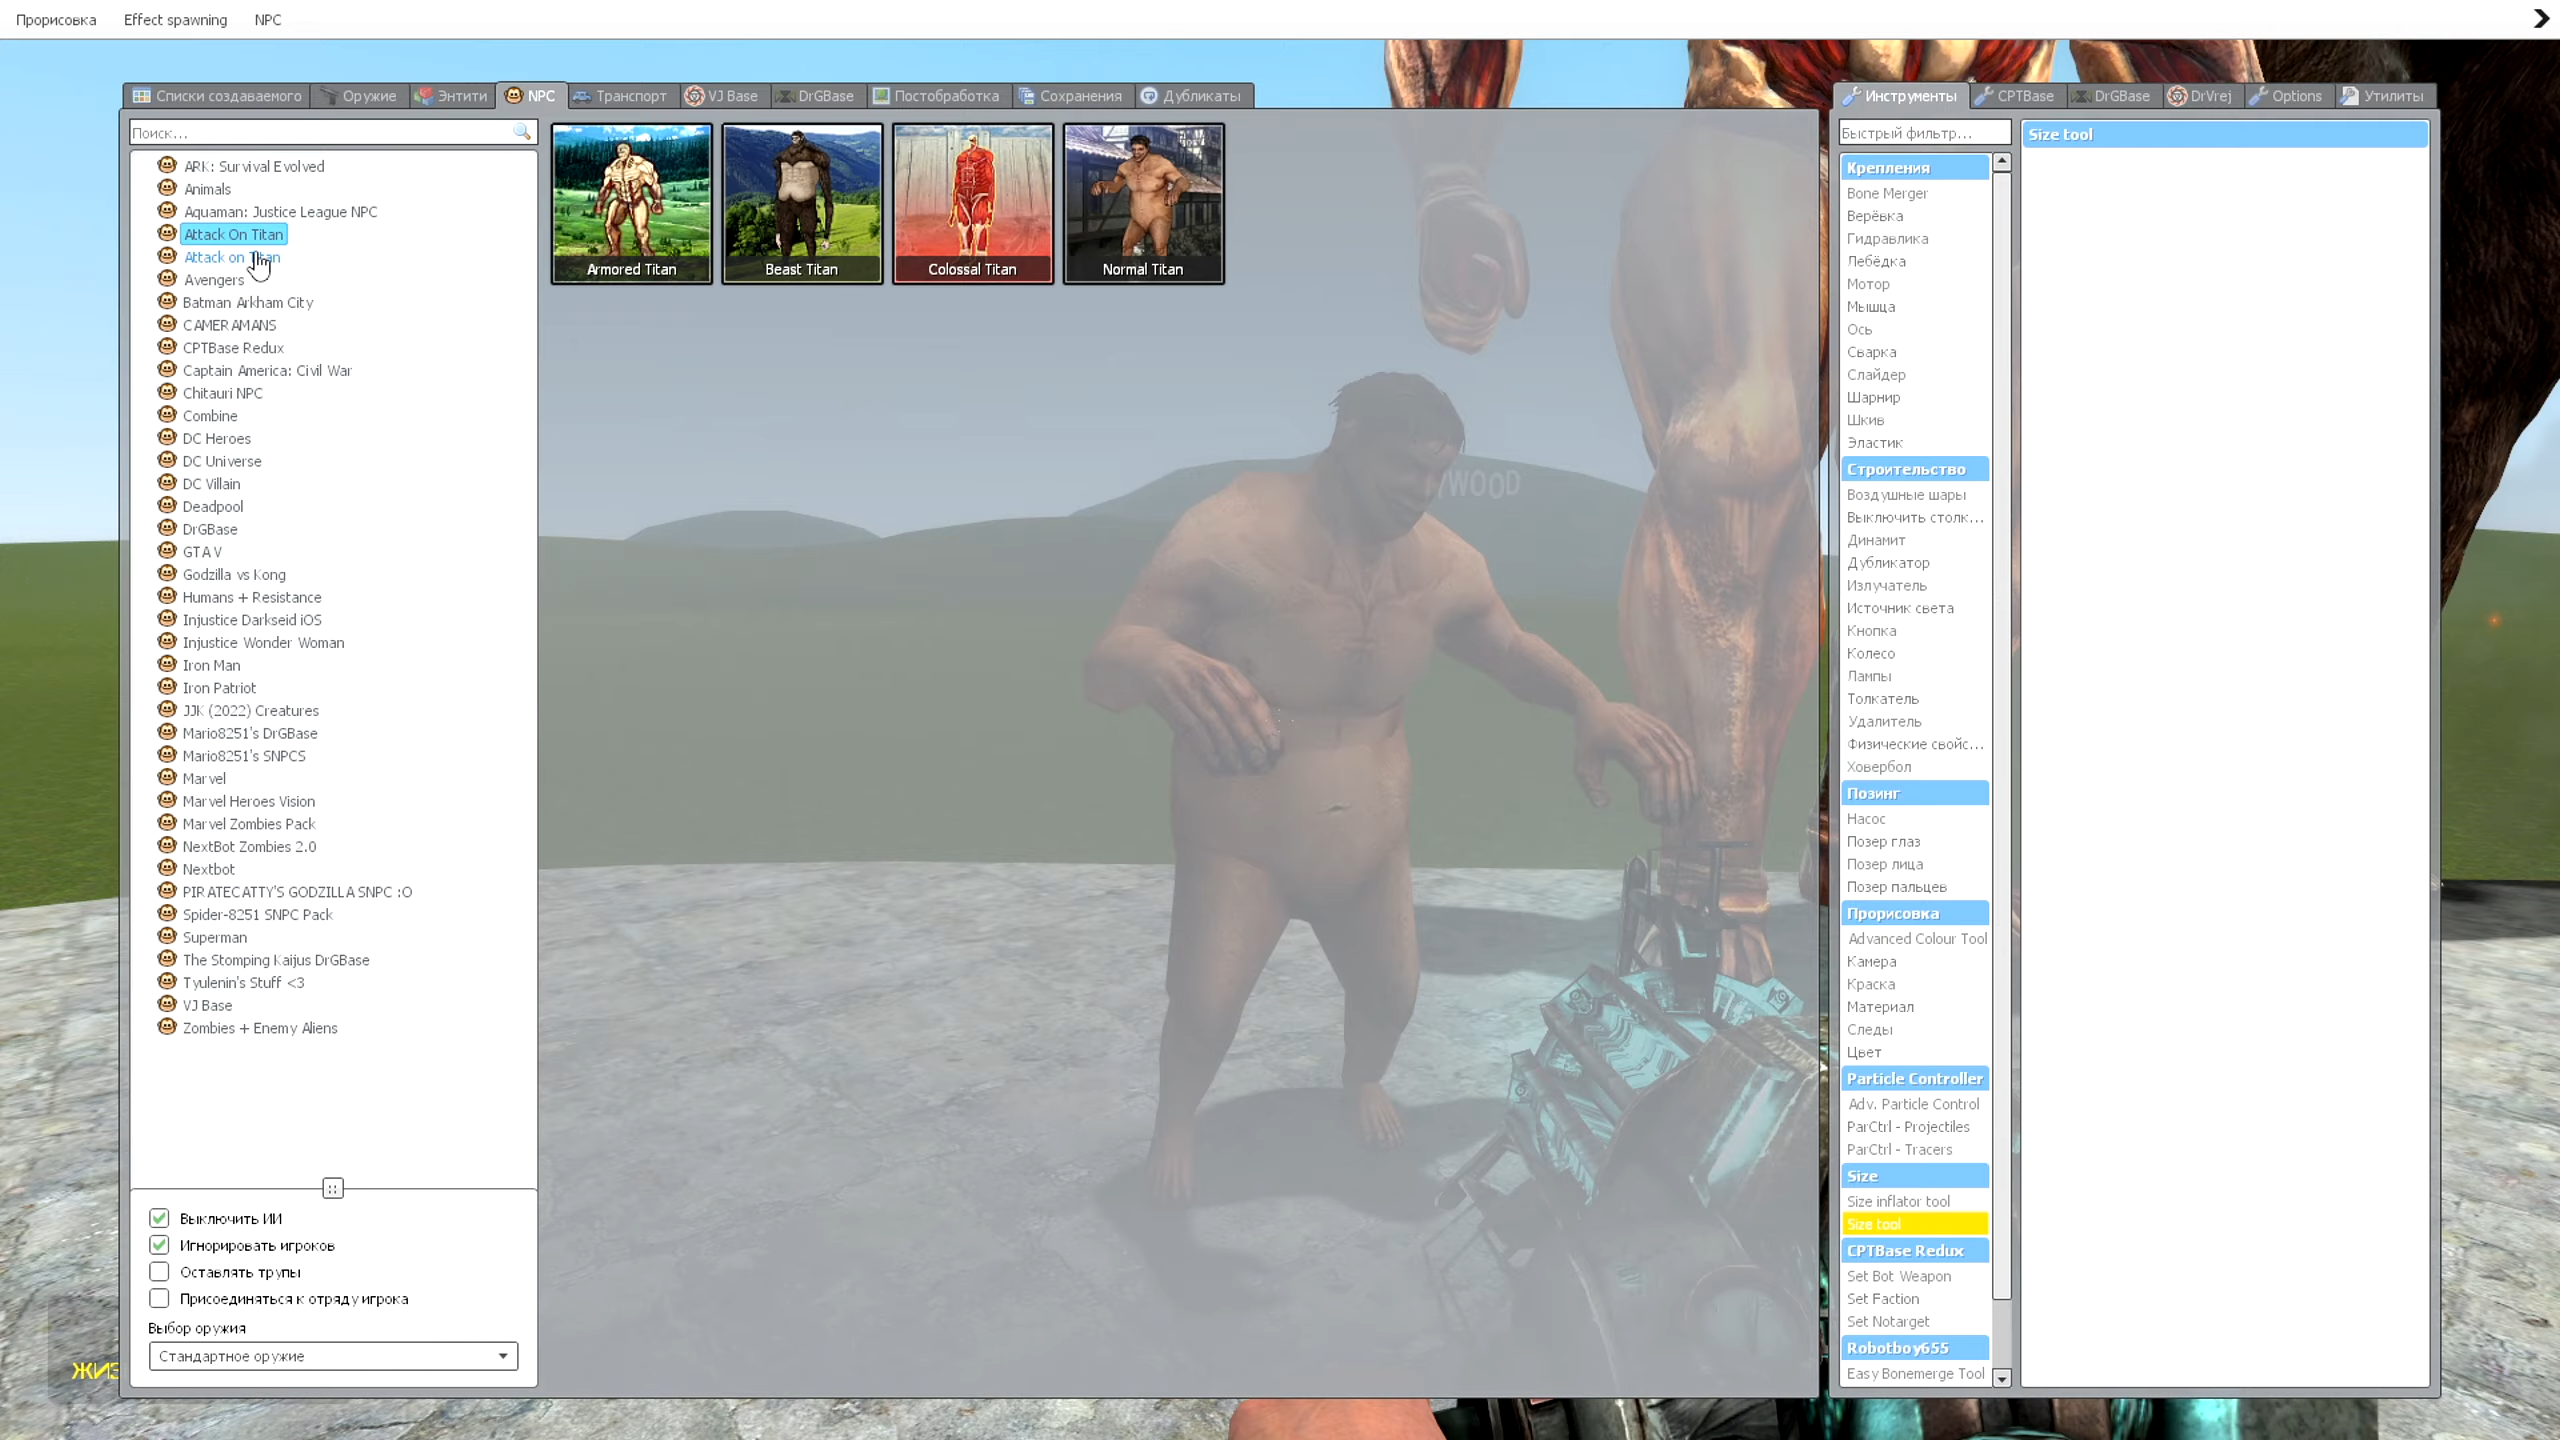 Прорисовка Effect spawning NPC
Списки создаваемого Оружие Энтити NPC Транспорт VJ Base DrGBase Постобработка Сохранения Дубликаты
Инструменты CPTBase DrGBase DrVrej Options Утилиты
Поиск...
ARK: Survival Evolved
Animals
Aquaman: Justice League NPC
Attack On Titan
Attack on Titan
Avengers
Batman Arkham City
CAMERAMANS
CPTBase Redux
Captain America: Civil War
Chitauri NPC
Combine
DC Heroes
DC Universe
DC Villain
Deadpool
DrGBase
GTA V
Godzilla vs Kong
Humans + Resistance
Injustice Darkseid iOS
Injustice Wonder Woman
Iron Man
Iron Patriot
JJK (2022) Creatures
Mario8251's DrGBase
Mario8251's SNPCS
Marvel
Marvel Heroes Vision
Marvel Zombies Pack
NextBot Zombies 2.0
Nextbot
PIRATECATTY'S GODZILLA SNPC :O
Spider-8251 SNPC Pack
Superman
The Stomping Kaijus DrGBase
Tyulenin's Stuff <3
VJ Base
Zombies + Enemy Aliens
Выключить ИИ
Игнорировать игроков
Оставлять трупы
Присоединяться к отряду игрока
Выбор оружия
Стандартное оружие
ЖИЗ
Armored Titan
Beast Titan
Colossal Titan
Normal Titan
YWOOD
Быстрый фильтр...
Крепления
Bone Merger
Верёвка
Гидравлика
Лебёдка
Мотор
Мышца
Ось
Сварка
Слайдер
Шарнир
Шкив
Эластик
Строительство
Воздушные шары
Выключить столк...
Динамит
Дубликатор
Излучатель
Источник света
Кнопка
Колесо
Лампы
Толкатель
Удалитель
Физические свойс...
Ховербол
Позинг
Насос
Позер глаз
Позер лица
Позер пальцев
Прорисовка
Advanced Colour Tool
Камера
Краска
Материал
Следы
Цвет
Particle Controller
Adv. Particle Control
ParCtrl - Projectiles
ParCtrl - Tracers
Size
Size inflator tool
Size tool
CPTBase Redux
Set Bot Weapon
Set Faction
Set Notarget
Robotboy655
Easy Bonemerge Tool
Size tool